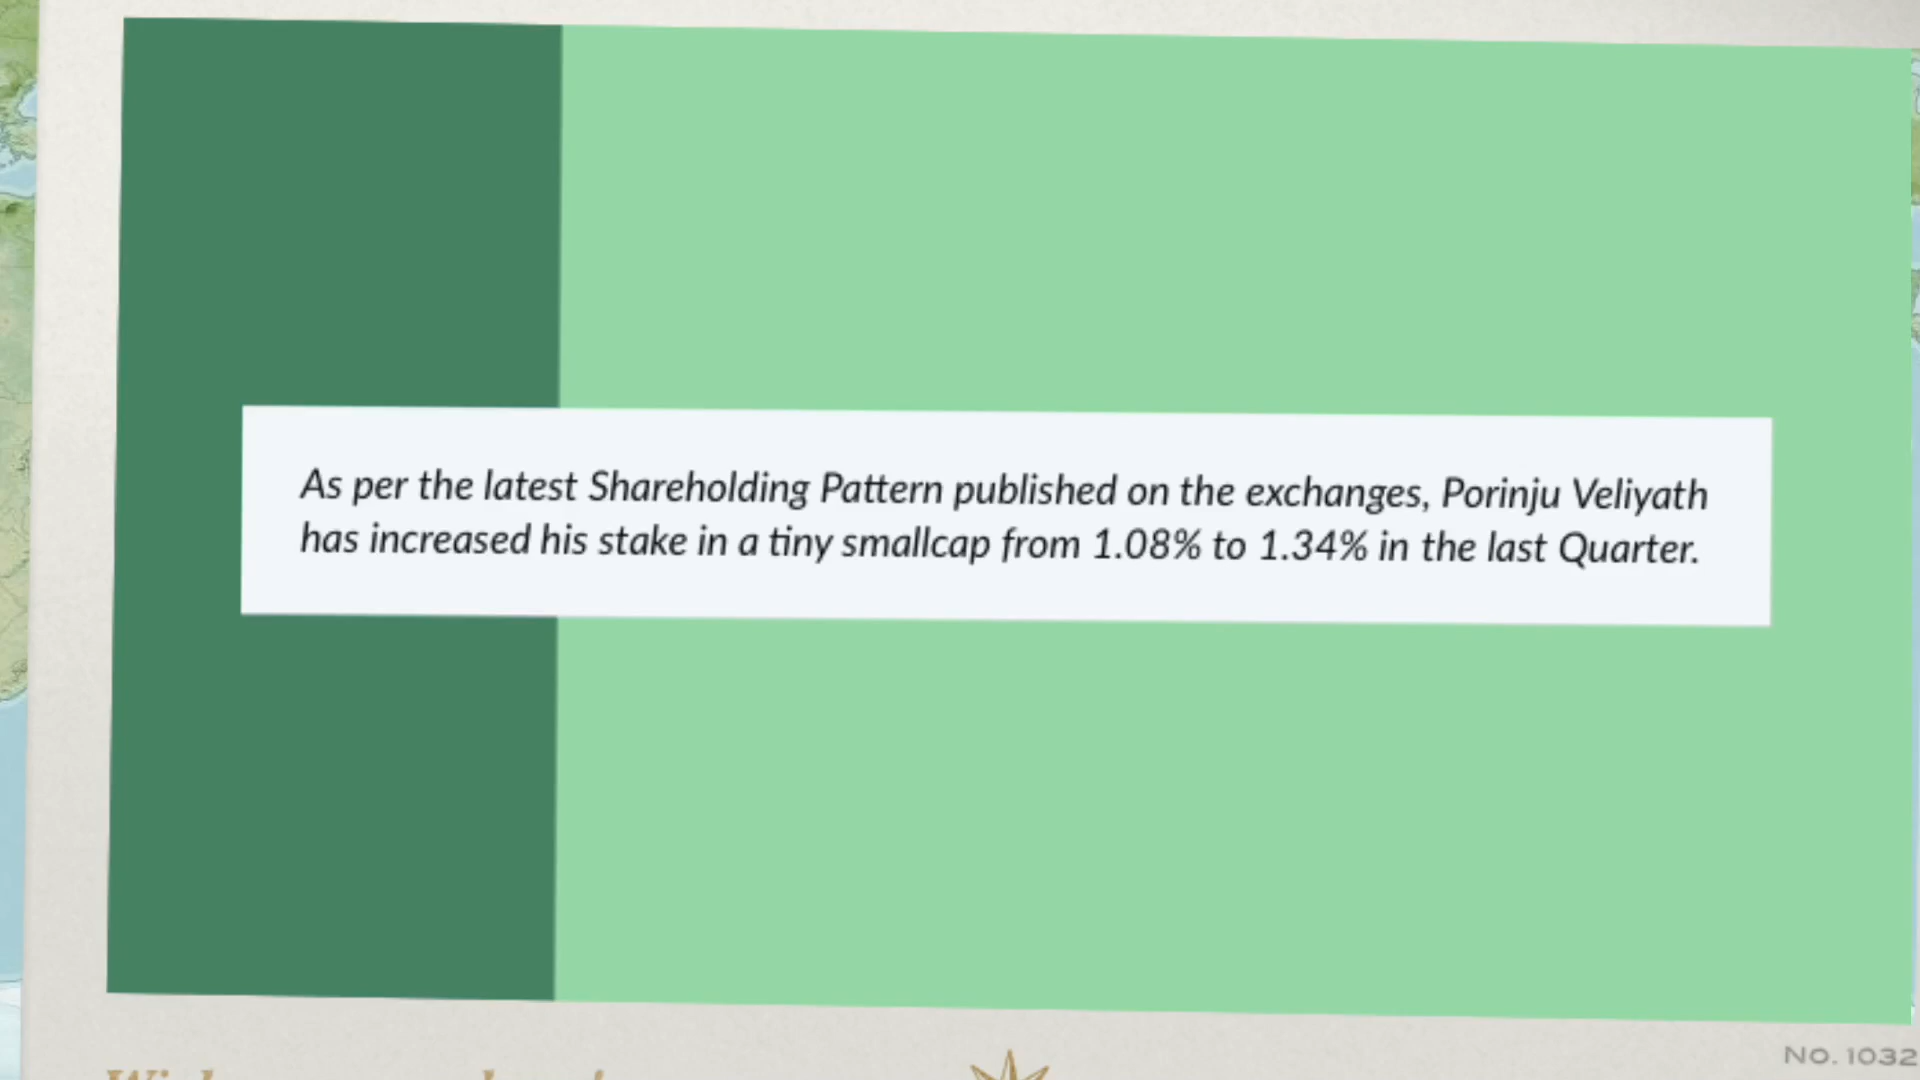 As per the latest Shareholding Pattern published on the exchanges, Porinju Veliyath
has increased his stake in a tiny smallcap from 1.08% to 1.34% in the last Quarter.
NO. 1032